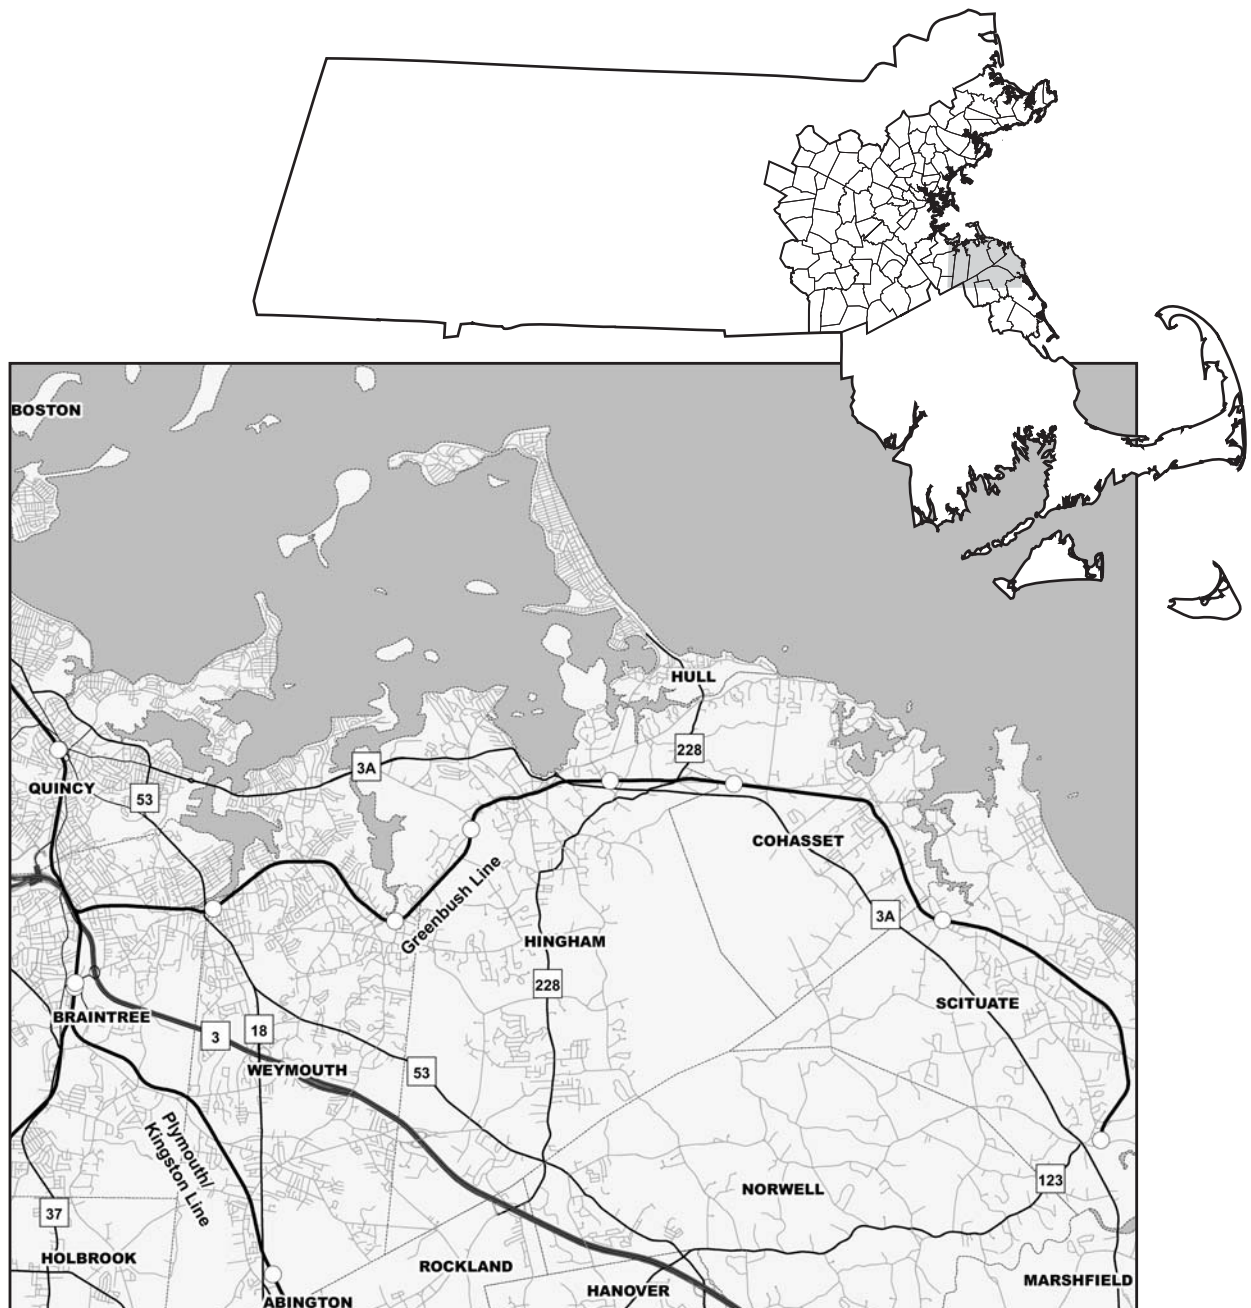 BOSTON
HULL
228
3A
QUINCY
53
COHASSET
Greenbush Line
3A
HINGHAM
228
SCITUATE
BRAINTREE
3
18
WEYMOUTH
53
Plymouth/
Kingston Line
123
NORWELL
37
HOLBROOK
ROCKLAND
MARSHFIELD
HANOVER
ABINGTON